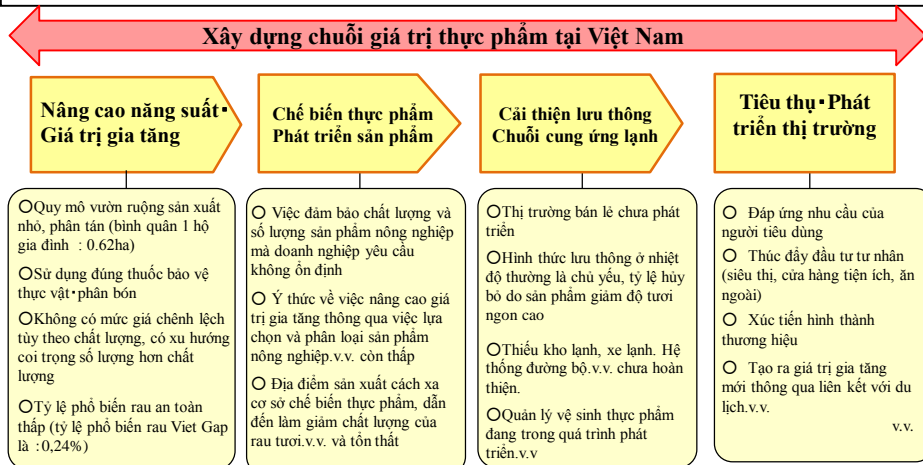 Xây dựng chuỗi giá trị thực phẩm tại Việt Nam
Nâng cao năng suất・
Giá trị gia tăng
Chế biến thực phẩm
Phát triển sản phẩm
Cải thiện lưu thông
Chuỗi cung ứng lạnh
Tiêu thụ・Phát
triển thị trường
〇Quy mô vườn ruộng sản xuất
nhỏ, phân tán (bình quân 1 hộ
gia đình : 0.62ha)
〇Sử dụng đúng thuốc bảo vệ
thực vật・phân bón
〇Không có mức giá chênh lệch
tùy theo chất lượng, có xu hướng
coi trọng số lượng hơn chất
lượng
〇Tỷ lệ phổ biến rau an toàn
thấp (tỷ lệ phổ biến rau Viet Gap
là :0,24%)
〇 Việc đảm bảo chất lượng và
số lượng sản phẩm nông nghiệp
mà doanh nghiệp yêu cầu
không ổn định
〇 Ý thức về việc nâng cao giá
trị gia tăng thông qua việc lựa
chọn và phân loại sản phẩm
nông nghiệp.v.v. còn thấp
〇 Địa điểm sản xuất cách xa
cơ sở chế biến thực phẩm, dẫn
đến làm giảm chất lượng của
rau tươi.v.v. và tổn thất
〇Thị trường bán lẻ chưa phát
triển
〇Hình thức lưu thông ở nhiệt
độ thường là chủ yếu, tỷ lệ hủy
bỏ do sản phẩm giảm độ tươi
ngon cao
〇Thiếu kho lạnh, xe lạnh. Hệ
thống đường bộ.v.v. chưa hoàn
thiện.
〇Quản lý vệ sinh thực phẩm
đang trong quá trình phát
triển.v.v
〇 Đáp ứng nhu cầu của
người tiêu dùng
〇 Thúc đẩy đầu tư tư nhân
(siêu thị, cửa hàng tiện ích, ăn
ngoài)
〇 Xúc tiến hình thành
thương hiệu
〇 Tạo ra giá trị gia tăng
mới thông qua liên kết với du
lịch.v.v.
v.v.